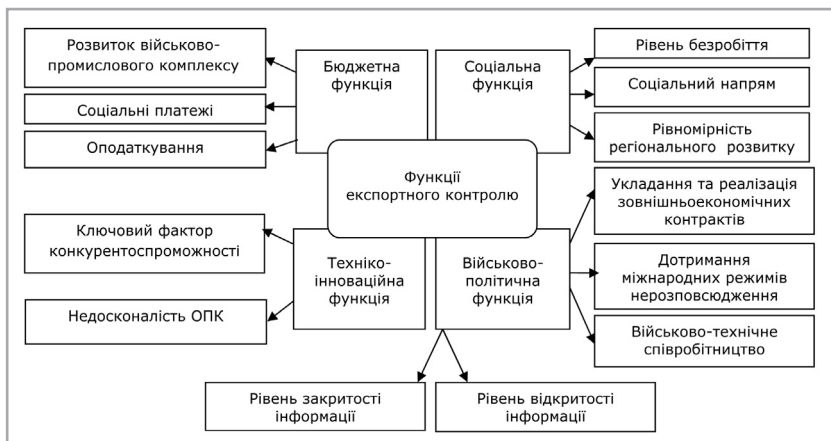 Розвиток військово-
промислового комплексу
Соціальні платежі
Оподаткування
Бюджетна
функція
Соціальна
функція
Рівень безробіття
Соціальний напрям
Рівномірність
регіонального розвитку
Функції
експортного контролю
Ключовий фактор
конкурентоспроможності
Недосконалість ОПК
Техніко-
інноваційна
функція
Військово-
політична
функція
Укладання та реалізація
зовнішньоекономічних
контрактів
Дотримання
міжнародних режимів
нерозповсюдження
Військово-технічне
співробітництво
Рівень закритості
інформації
Рівень відкритості
інформації